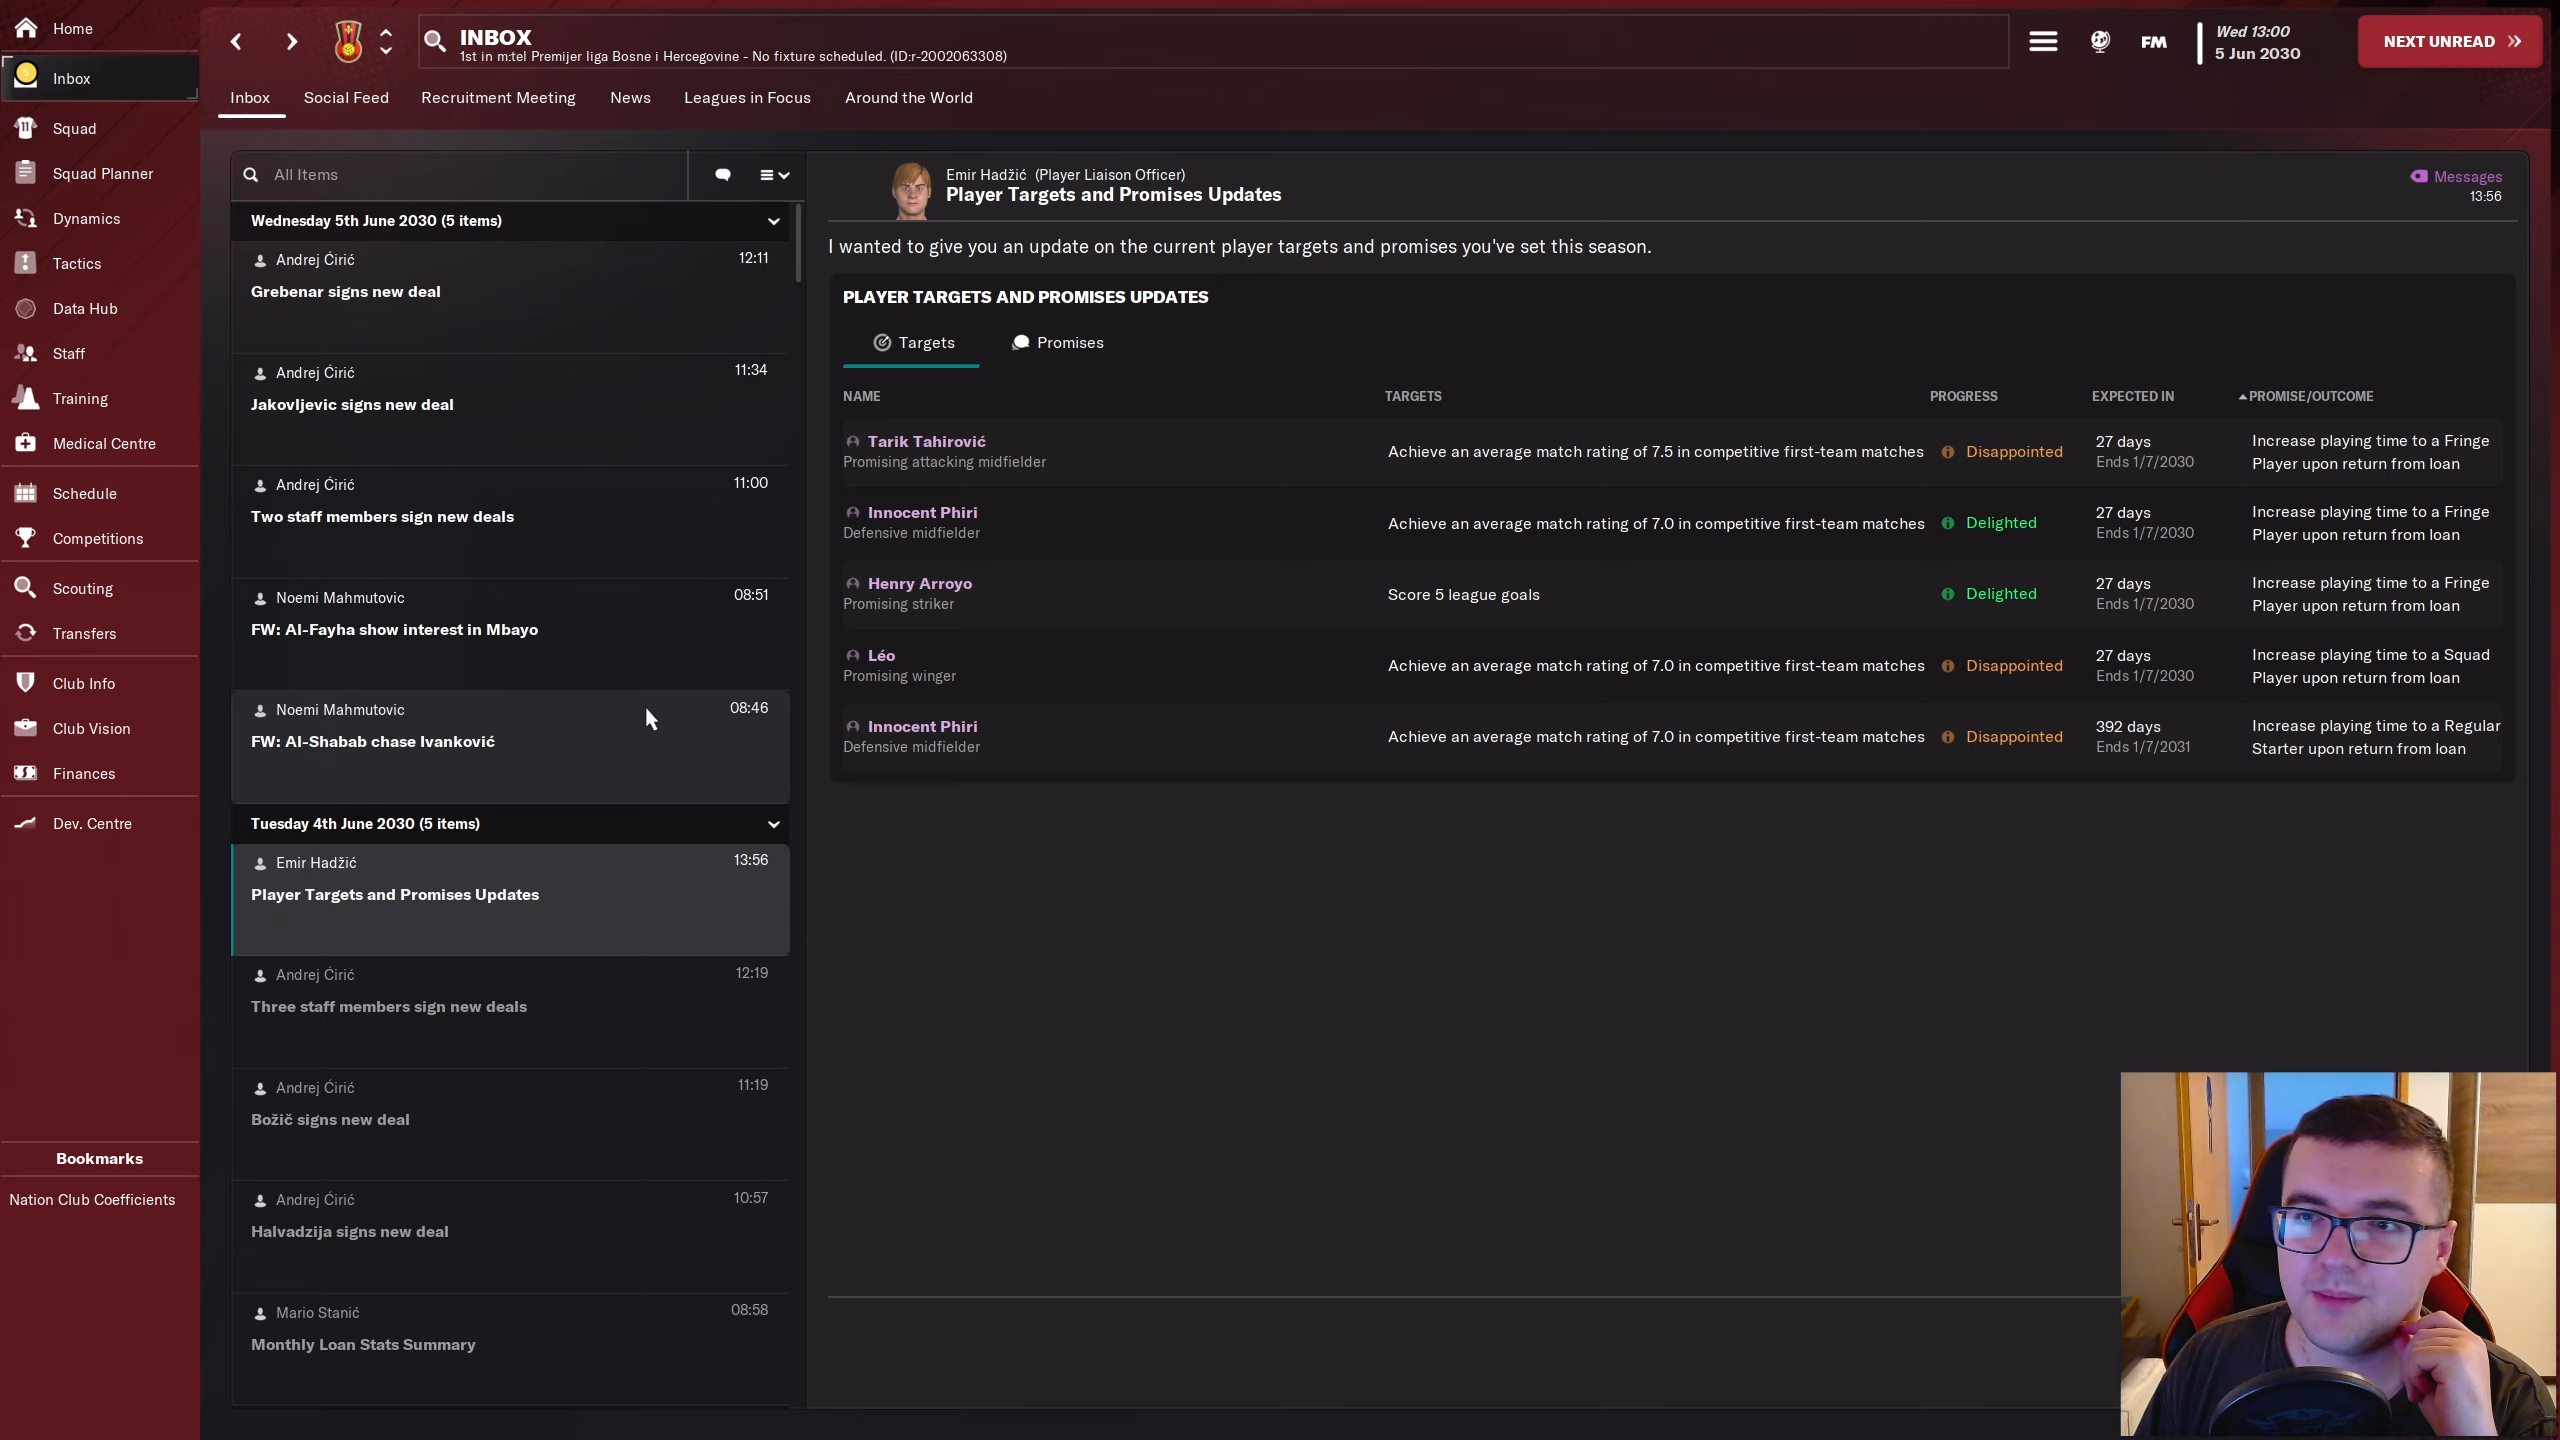 Home
Inbox
Squad
Squad Planner
Dynamics
Tactics
Data Hub
Staff
Training
Medical Centre
Schedule
Competitions
Scouting
Transfers
Club Info
Club Vision
Finances
Dev. Centre
Bookmarks
Nation Club Coefficients
INBOX
1st in m:tel Premijer liga Bosne i Hercegovine - No fixture scheduled. (ID:r-2002063308)
FM
Wed 13:00
5 Jun 2030
NEXT UNREAD
Inbox Social Feed Recruitment Meeting News Leagues in Focus Around the World
All Items
Wednesday 5th June 2030 (5 items)
Andrej Ćirić 12:11
Grebenar signs new deal
Andrej Ćirić 11:34
Jakovljevic signs new deal
Andrej Ćirić 11:00
Two staff members sign new deals
Noemi Mahmutovic 08:51
FW: Al-Fayha show interest in Mbayo
Noemi Mahmutovic 08:46
FW: Al-Shabab chase Ivanković
Tuesday 4th June 2030 (5 items)
Emir Hadžić 13:56
Player Targets and Promises Updates
Andrej Ćirić 12:19
Three staff members sign new deals
Andrej Ćirić 11:19
Božič signs new deal
Andrej Ćirić 10:57
Halvadzija signs new deal
Mario Stanić 08:58
Monthly Loan Stats Summary
Emir Hadžić (Player Liaison Officer)
Player Targets and Promises Updates
Messages
13:56
I wanted to give you an update on the current player targets and promises you've set this season.
PLAYER TARGETS AND PROMISES UPDATES
Targets Promises
NAME TARGETS PROGRESS EXPECTED IN PROMISE/OUTCOME
Tarik Tahirović
Promising attacking midfielder
Achieve an average match rating of 7.5 in competitive first-team matches
Disappointed
27 days
Ends 1/7/2030
Increase playing time to a Fringe
Player upon return from loan
Innocent Phiri
Defensive midfielder
Achieve an average match rating of 7.0 in competitive first-team matches
Delighted
27 days
Ends 1/7/2030
Increase playing time to a Fringe
Player upon return from loan
Henry Arroyo
Promising striker
Score 5 league goals
Delighted
27 days
Ends 1/7/2030
Increase playing time to a Fringe
Player upon return from loan
Léo
Promising winger
Achieve an average match rating of 7.0 in competitive first-team matches
Disappointed
27 days
Ends 1/7/2030
Increase playing time to a Squad
Player upon return from loan
Innocent Phiri
Defensive midfielder
Achieve an average match rating of 7.0 in competitive first-team matches
Disappointed
392 days
Ends 1/7/2031
Increase playing time to a Regular
Starter upon return from loan